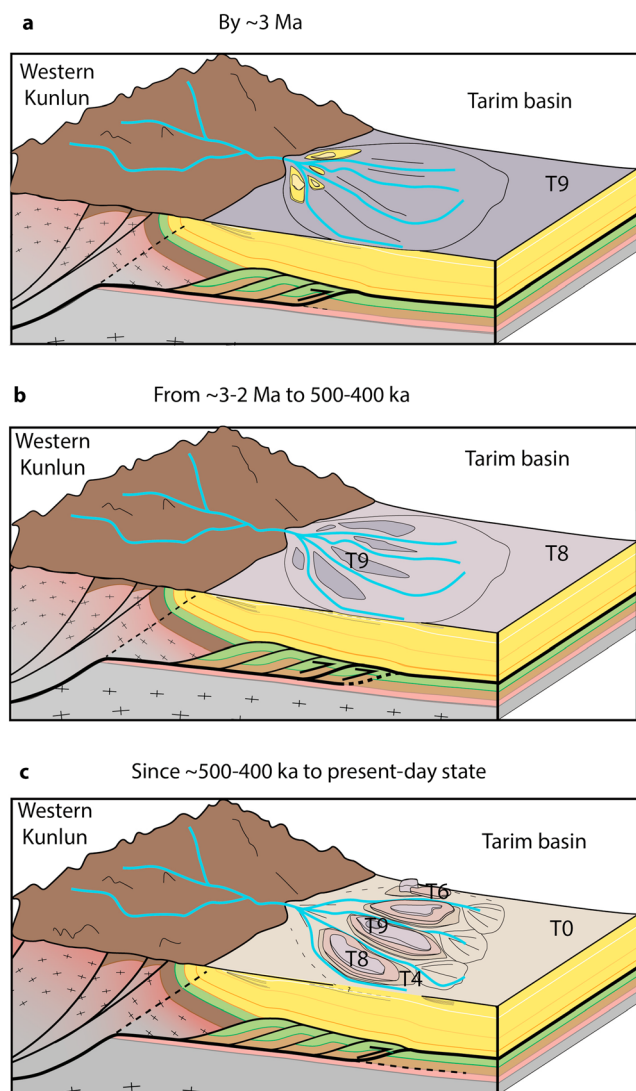 a
By ~3 Ma
Western
Kunlun
Tarim basin
T9
b
From ~3-2 Ma to 500-400 ka
Western
Kunlun
Tarim basin
T9
T8
c
Since ~500-400 ka to present-day state
Western
Kunlun
Tarim basin
T6
T9
T0
T8
T4